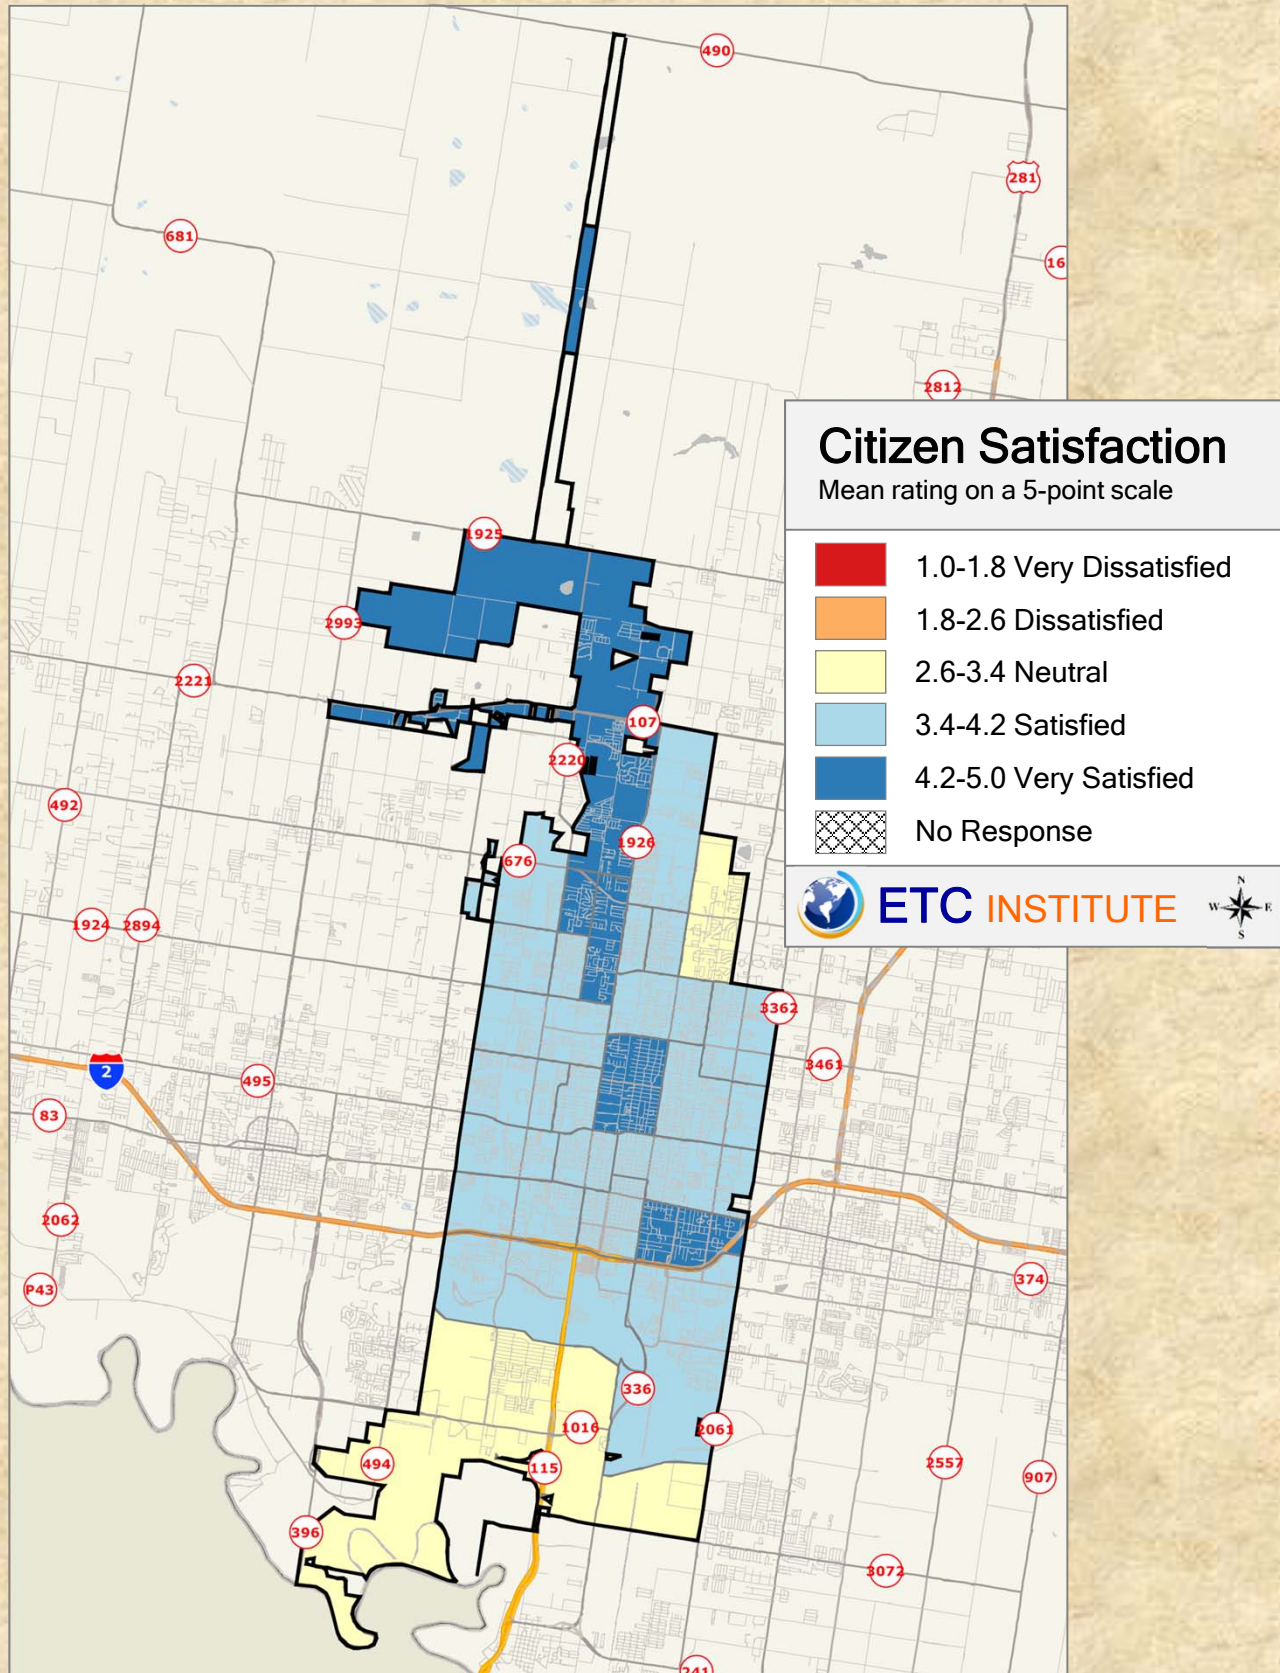 490
281
681
16
2812
Citizen Satisfaction
Mean rating on a 5-point scale
1.0-1.8 Very Dissatisfied
1.8-2.6 Dissatisfied
2.6-3.4 Neutral
3.4-4.2 Satisfied
4.2-5.0 Very Satisfied
No Response
ETC INSTITUTE
N
W E
S
1925
2993
2221
107
2220
492
1926
676
1924
2894
3362
3461
2
495
83
2062
P43
374
336
1016
2061
494
115
2557
907
396
3072
241